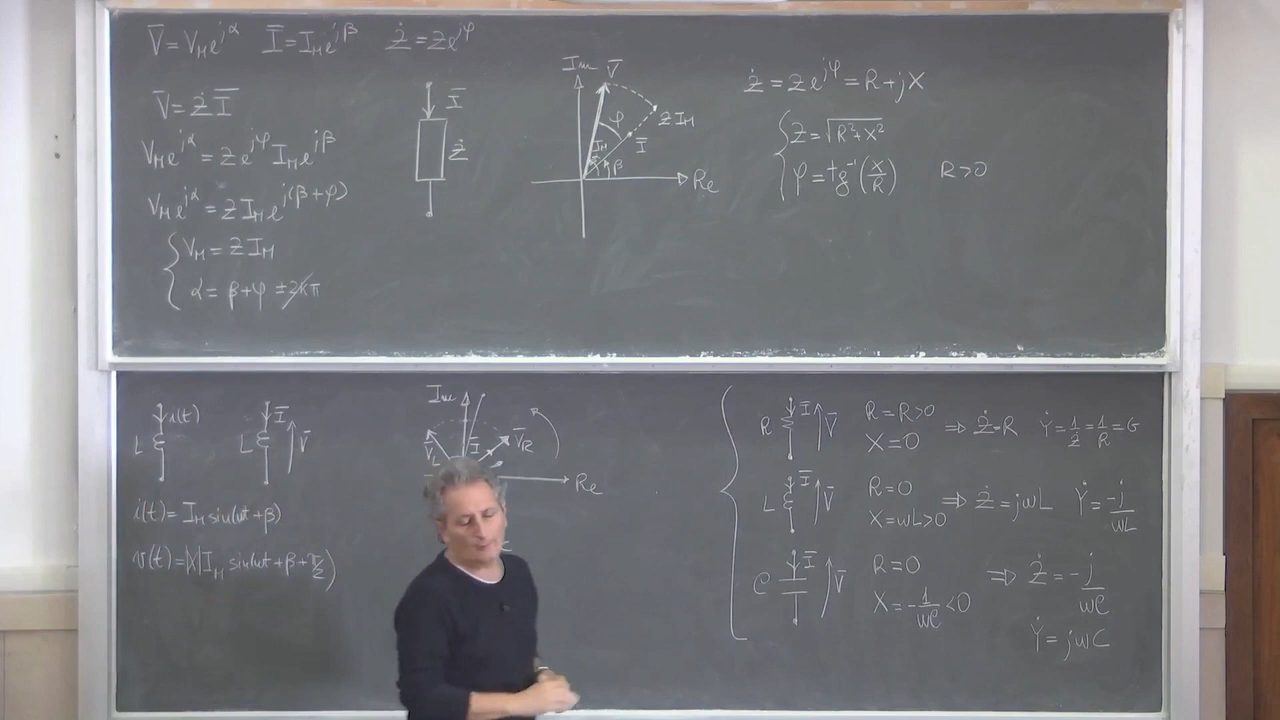 V̅ = V_M e^{jα} I̅ = I_M e^{jβ} Ż = Z e^{jφ}
V̅ = Ż I̅
V_M e^{jα} = Z e^{jφ} I_M e^{jβ}
V_M e^{jα} = Z I_M e^{j(β+φ)}
V_M = Z I_M
α = β+φ ±2kπ
I̅
Ż
Im V̅
φ Z I_M
I_M I̅
β
Re
Ż = Z e^{jφ} = R + jX
Z = √(R²+X²)
φ = tg⁻¹(X/R) R>0
L i(t) L I̅ V̅
i(t) = I_M sin(ωt+β)
v(t) = |X| I_M sin(ωt+β+π/2)
Im
V̅_L I̅ V̅_R
Re
R I̅ V̅ R=R>0 ⇒ Ż=R Ẏ=1/Ż=1/R=G
X=0
L I̅ V̅ R=0 ⇒ Ż=jωL Ẏ=-j/ωL
X=ωL>0
C I̅ V̅ R=0 ⇒ Ż=-j/ωC
X=-1/ωC<0
Ẏ=jωC